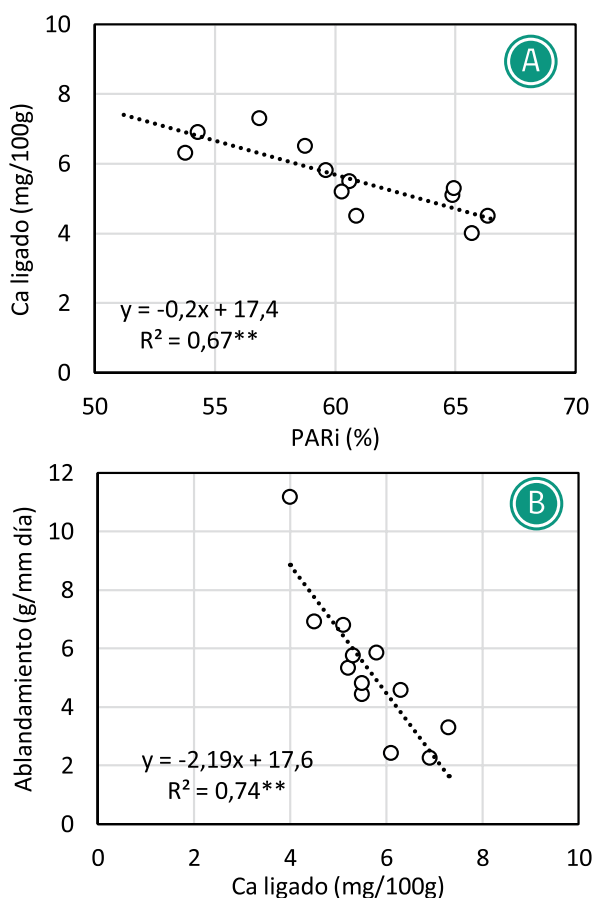 A
10
8
6
4
2
0
Ca ligado (mg/100g)
y = -0,2x + 17,4
R² = 0,67**
50 55 60 65 70
PARi (%)
B
12
10
8
6
4
2
0
Ablandamiento (g/mm día)
y = -2,19x + 17,6
R² = 0,74**
0 2 4 6 8 10
Ca ligado (mg/100g)